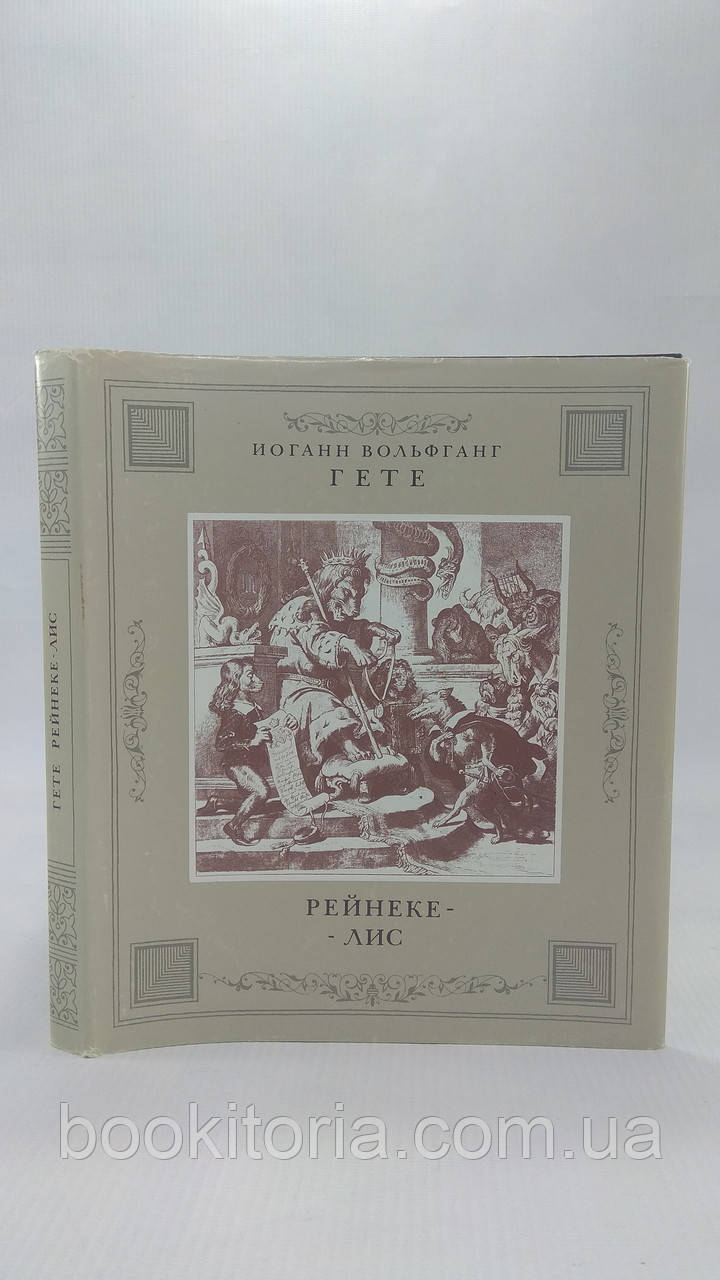 ИОГАНН ВОЛЬФГАНГ
ГЕТЕ
РЕЙНЕКЕ-
- ЛИС
ГЕТЕ РЕЙНЕКЕ-ЛИС
bookitoria.com.ua